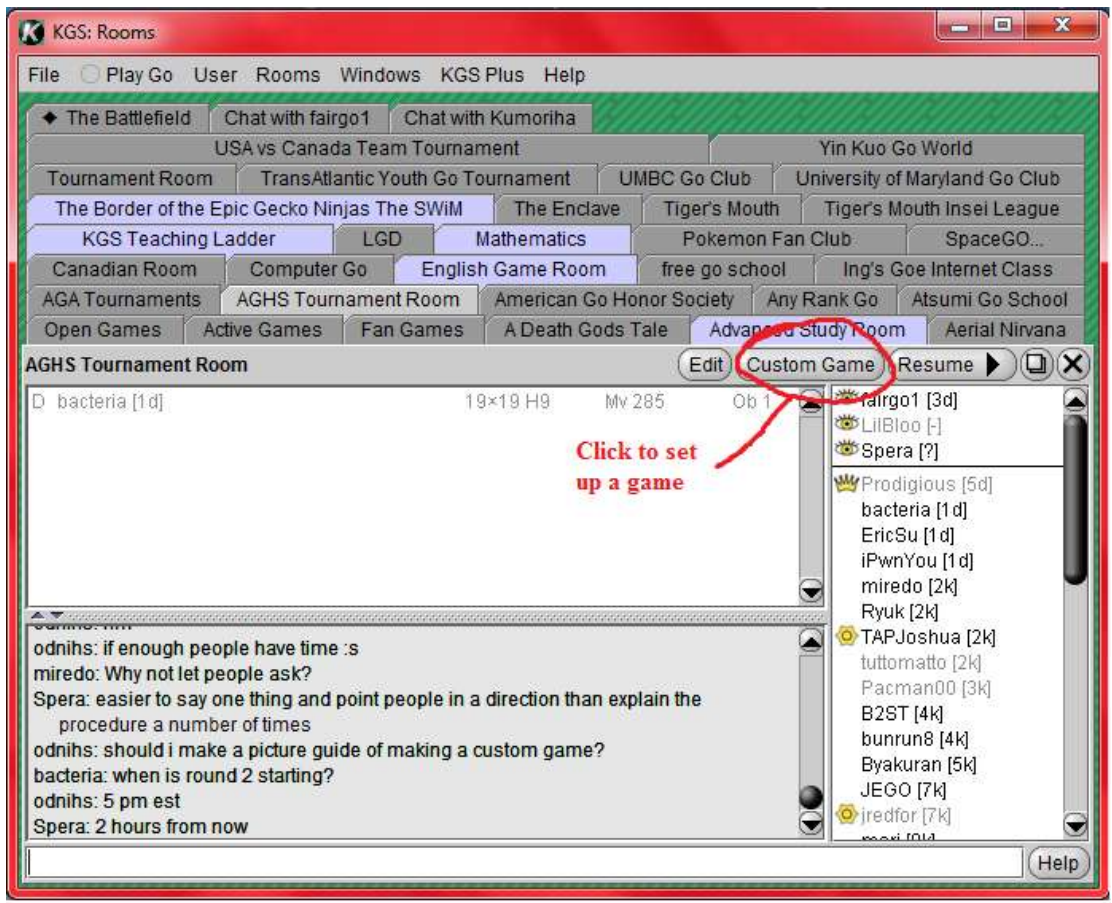 KGS: Rooms
File Play Go User Rooms Windows KGS Plus Help
The Battlefield Chat with fairgo1 Chat with Kumoriha
USA vs Canada Team Tournament Yin Kuo Go World
Tournament Room TransAtlantic Youth Go Tournament UMBC Go Club University of Maryland Go Club
The Border of the Epic Gecko Ninjas The SWiM The Enclave Tiger's Mouth Tiger's Mouth Insei League
KGS Teaching Ladder LGD Mathematics Pokemon Fan Club SpaceGO...
Canadian Room Computer Go English Game Room free go school Ing's Goe Internet Class
AGA Tournaments AGHS Tournament Room American Go Honor Society Any Rank Go Atsumi Go School
Open Games Active Games Fan Games A Death Gods Tale Advanced Study Room Aerial Nirvana
AGHS Tournament Room Edit Custom Game Resume
D bacteria [1d] 19×19 H9 Mv 285 Ob 1
Click to set
up a game
fairgo1 [3d]
LilBloo [-]
Spera [?]
Prodigious [5d]
bacteria [1d]
EricSu [1d]
iPwnYou [1d]
miredo [2k]
Ryuk [2k]
TAPJoshua [2k]
tuttomatto [2k]
Pacman00 [3k]
B2ST [4k]
bunrun8 [4k]
Byakuran [5k]
JEGO [7k]
jredfor [7k]
odnihs: if enough people have time :s
miredo: Why not let people ask?
Spera: easier to say one thing and point people in a direction than explain the
procedure a number of times
odnihs: should i make a picture guide of making a custom game?
bacteria: when is round 2 starting?
odnihs: 5 pm est
Spera: 2 hours from now
Help